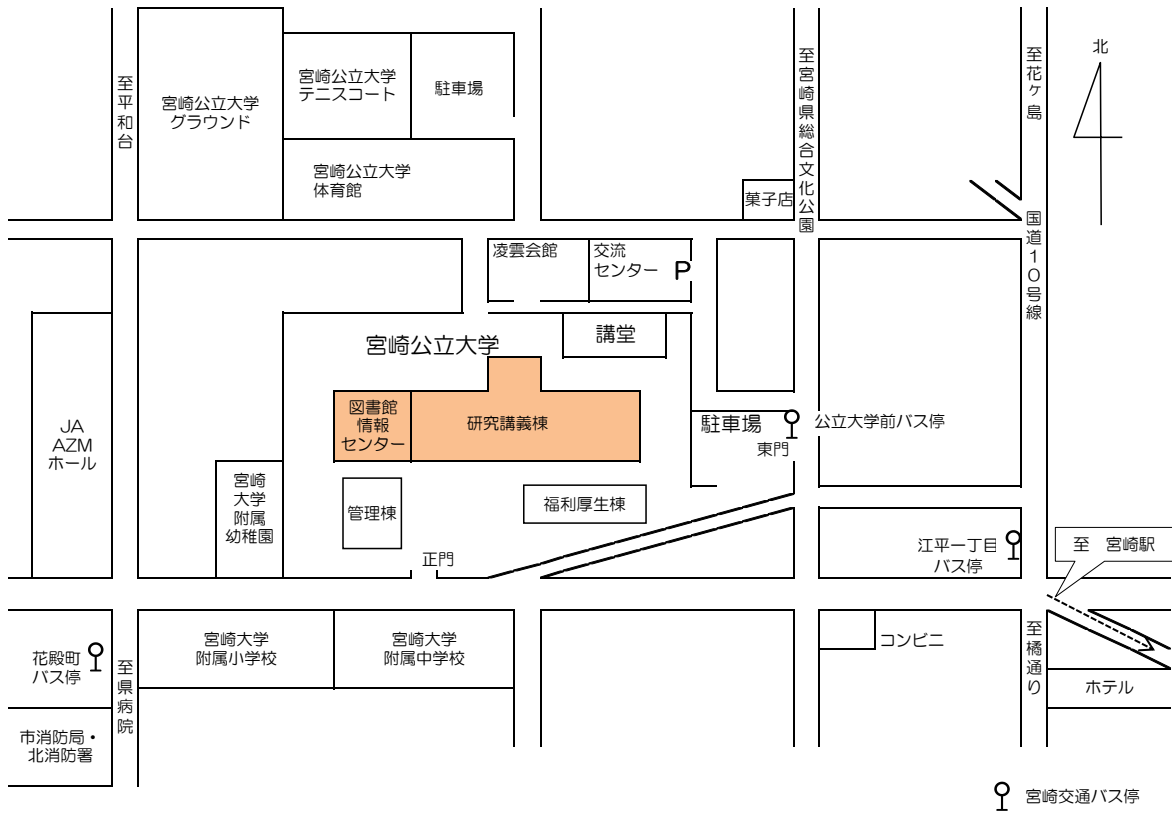 至平和台
宮崎公立大学
グラウンド
宮崎公立大学
テニスコート
駐車場
宮崎公立大学
体育館
至宮崎県総合文化公園
菓子店
至花ヶ島
国道10号線
北
凌雲会館
交流
センター
P
講堂
宮崎公立大学
図書館
情報
センター
研究講義棟
駐車場
東門
公立大学前バス停
JA
AZM
ホール
宮崎
大学
附属
幼稚園
管理棟
福利厚生棟
正門
江平一丁目
バス停
至　宮崎駅
花殿町
バス停
至県病院
宮崎大学
附属小学校
宮崎大学
附属中学校
コンビニ
至橘通り
ホテル
市消防局・
北消防署
宮崎交通バス停